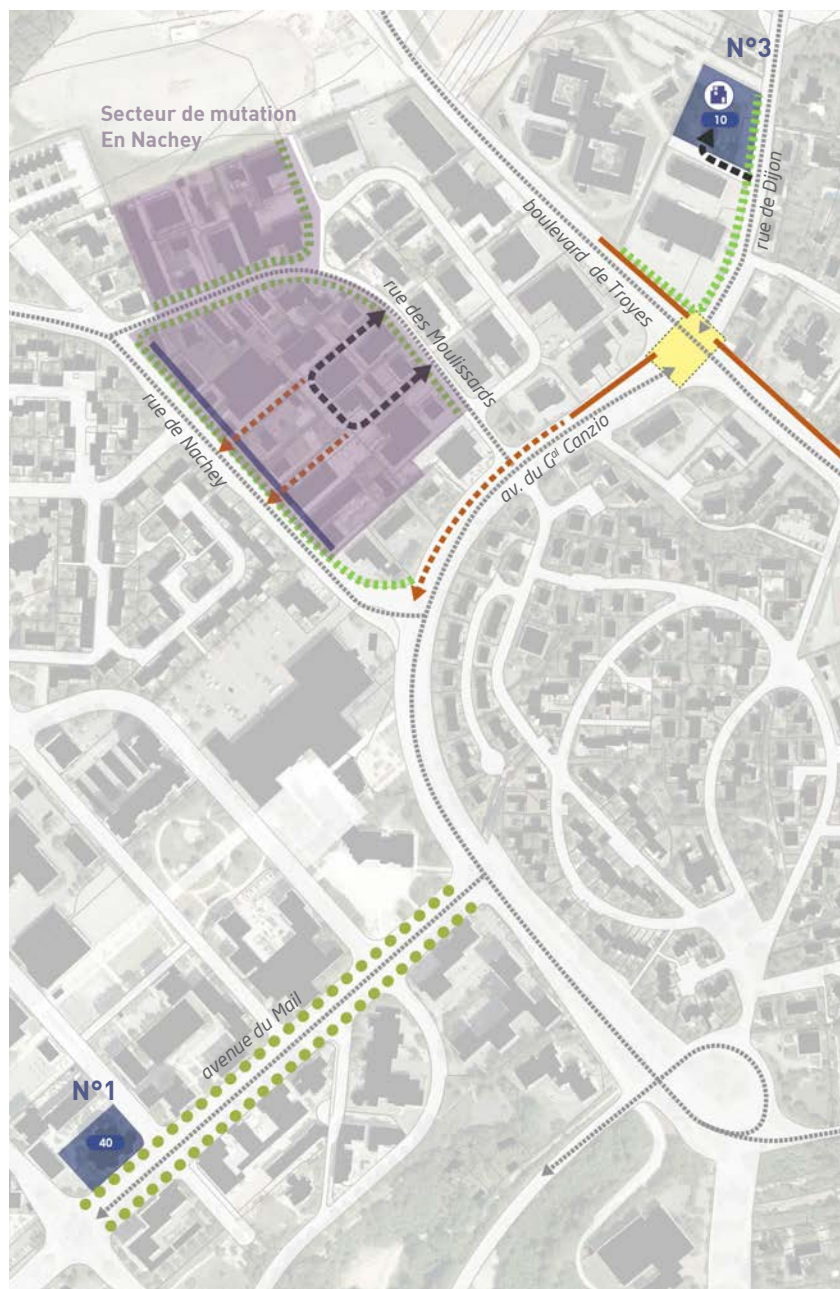 N°3
10
Secteur de mutation
En Nachey
rue de Dijon
boulevard de Troyes
rue des Moulissards
rue de Nachey
av. du Gal Canzio
avenue du Mail
N°1
40